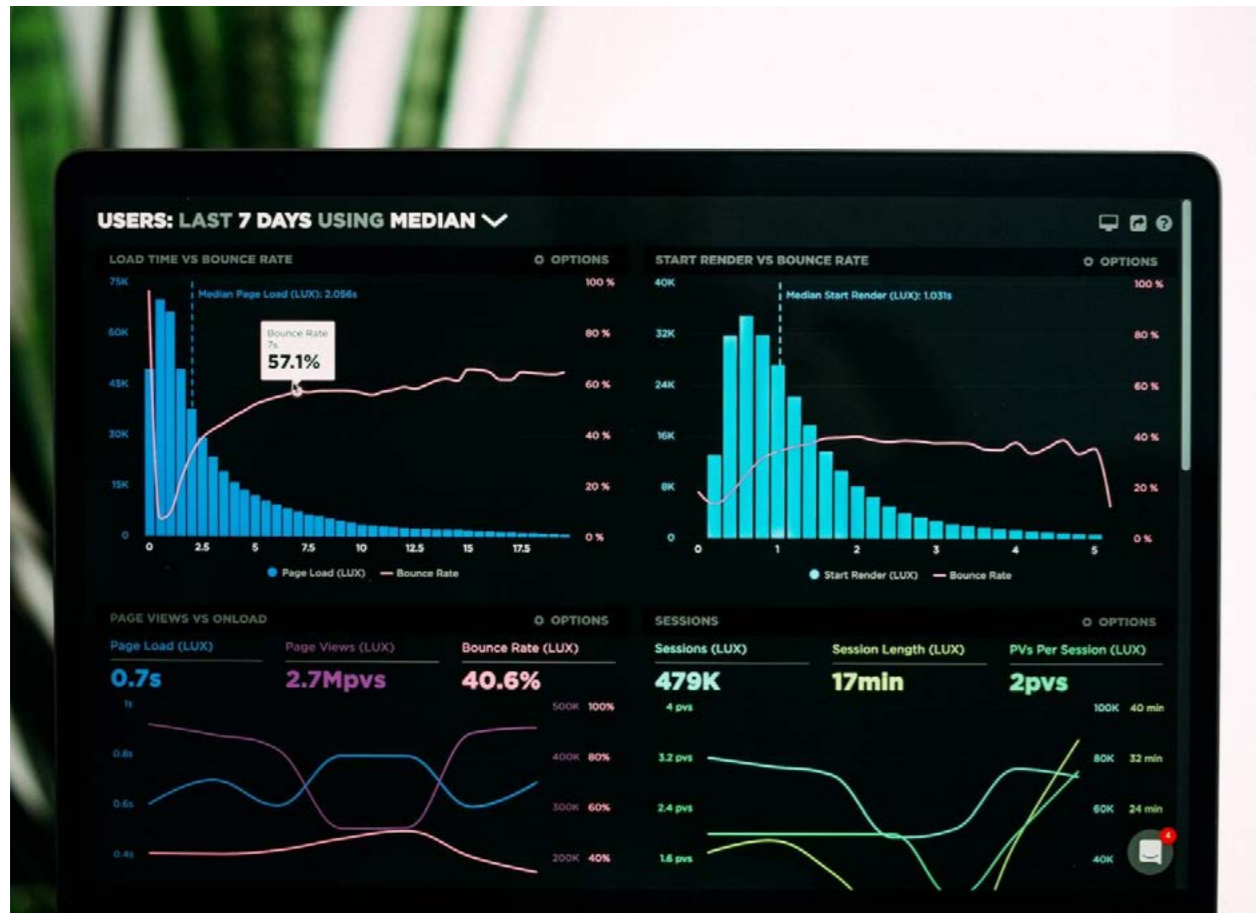 USERS: LAST 7 DAYS USING MEDIAN
LOAD TIME VS BOUNCE RATE
OPTIONS
75K
60K
45K
30K
15K
0
Median Page Load (LUX): 2.056s
Bounce Rate
7s
57.1%
100 %
80 %
60 %
40 %
20 %
0 %
0 2.5 5 7.5 10 12.5 15 17.5
Page Load (LUX) Bounce Rate
START RENDER VS BOUNCE RATE
OPTIONS
40K
32K
24K
16K
8K
0
Median Start Render (LUX): 1.031s
100 %
80 %
60 %
40 %
20 %
0 %
0 1 2 3 4 5
Start Render (LUX) Bounce Rate
PAGE VIEWS VS ONLOAD
OPTIONS
Page Load (LUX) Page Views (LUX) Bounce Rate (LUX)
0.7s 2.7Mpvs 40.6%
1s 500K 100%
0.8s 400K 80%
0.6s 300K 60%
0.4s 200K 40%
SESSIONS
OPTIONS
Sessions (LUX) Session Length (LUX) PVs Per Session (LUX)
479K 17min 2pvs
4 pvs 100K 40 min
3.2 pvs 80K 32 min
2.4 pvs 60K 24 min
1.6 pvs 40K
4